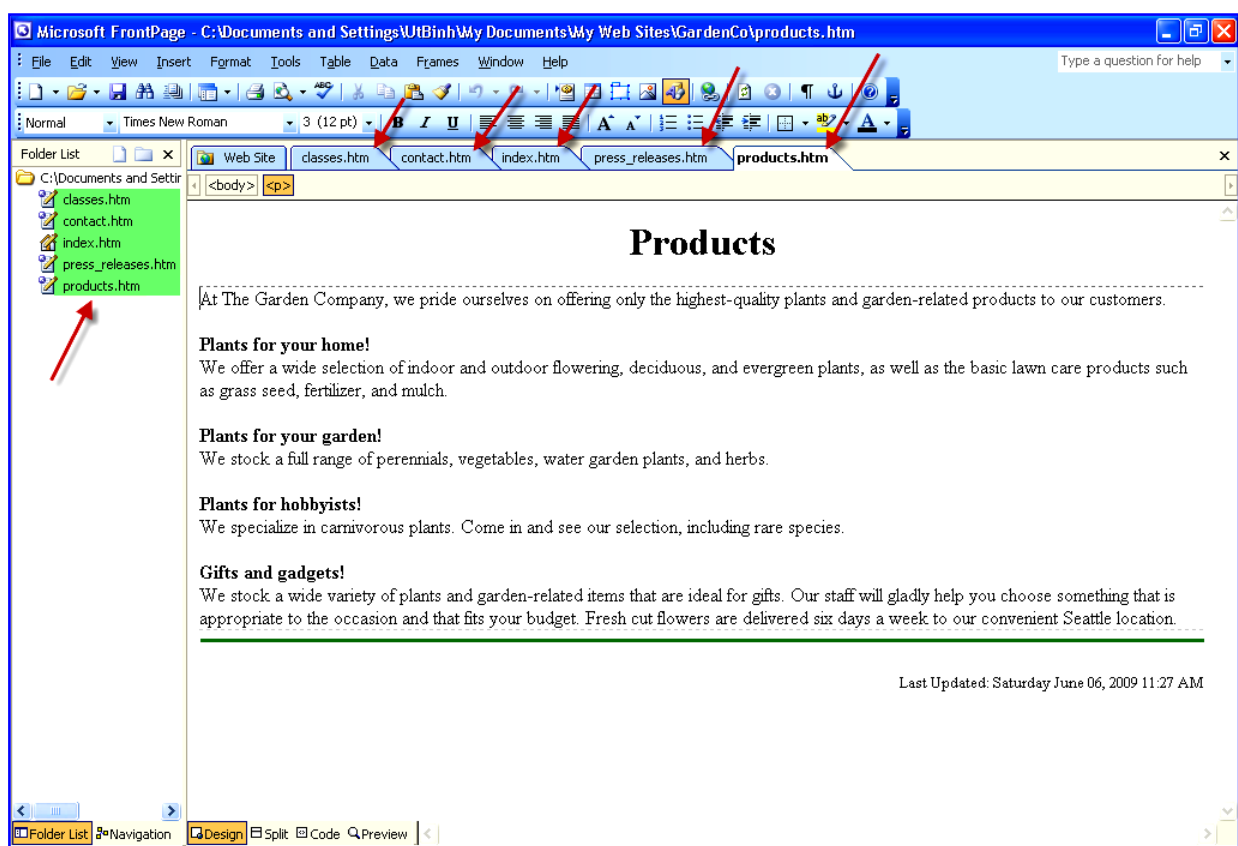 Microsoft FrontPage - C:\Documents and Settings\UtBinh\My Documents\My Web Sites\GardenCo\products.htm
File Edit View Insert Format Tools Table Data Frames Window Help Type a question for help
Normal Times New Roman 3 (12 pt) B I U A A A
Folder List Web Site classes.htm contact.htm index.htm press_releases.htm products.htm
C:\Documents and Settir <body> <p>
classes.htm
contact.htm
index.htm
press_releases.htm
products.htm
Products
At The Garden Company, we pride ourselves on offering only the highest-quality plants and garden-related products to our customers.
Plants for your home!
We offer a wide selection of indoor and outdoor flowering, deciduous, and evergreen plants, as well as the basic lawn care products such
as grass seed, fertilizer, and mulch.
Plants for your garden!
We stock a full range of perennials, vegetables, water garden plants, and herbs.
Plants for hobbyists!
We specialize in carnivorous plants. Come in and see our selection, including rare species.
Gifts and gadgets!
We stock a wide variety of plants and garden-related items that are ideal for gifts. Our staff will gladly help you choose something that is
appropriate to the occasion and that fits your budget. Fresh cut flowers are delivered six days a week to our convenient Seattle location.
Last Updated: Saturday June 06, 2009 11:27 AM
Folder List Navigation Design Split Code Preview